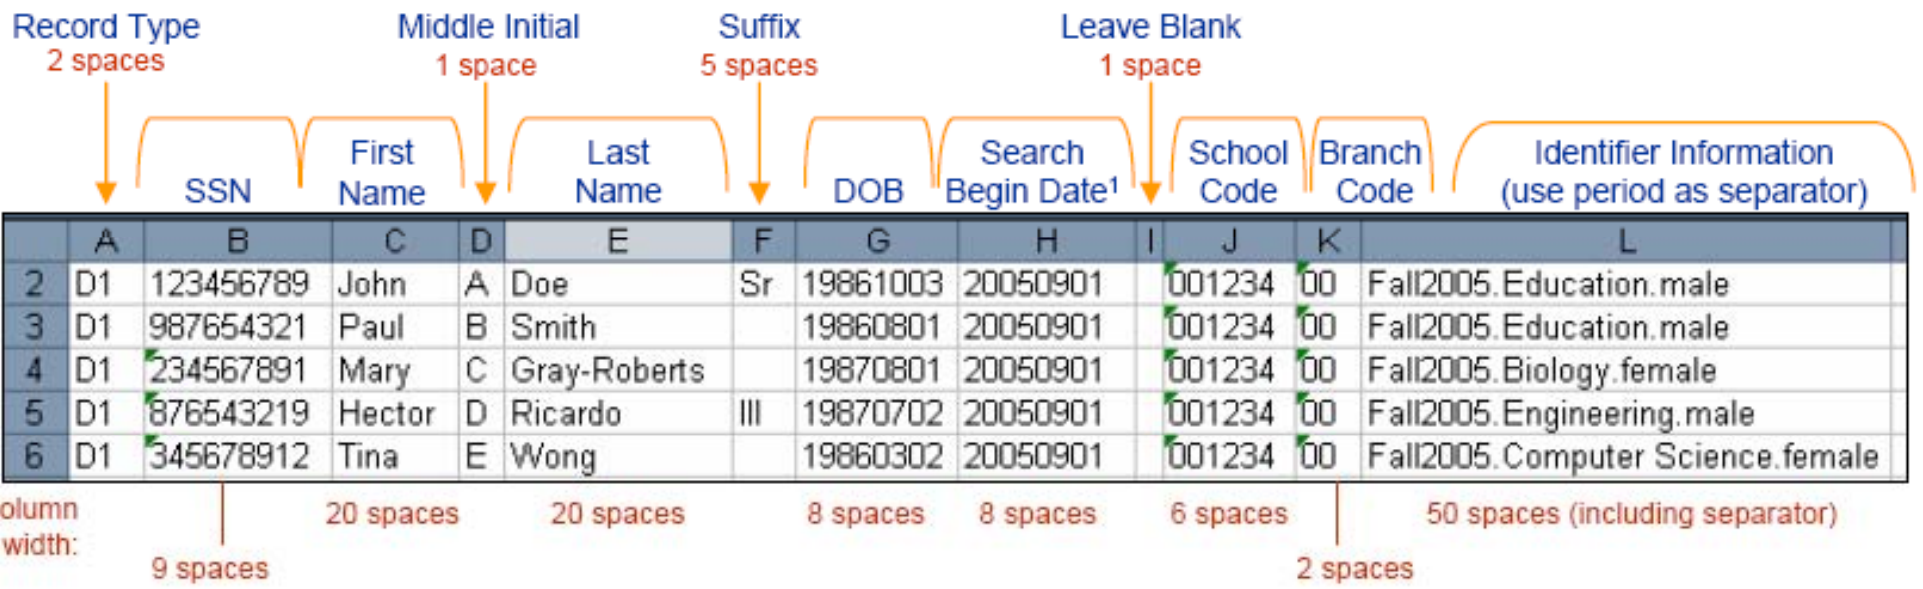 Record Type
2 spaces
Middle Initial
1 space
Suffix
5 spaces
Leave Blank
1 space
SSN
First
Name
Last
Name
DOB
Search
Begin Date¹
School
Code
Branch
Code
Identifier Information
(use period as separator)
A B C D E F G H I J K L
2 D1 123456789 John A Doe Sr 19861003 20050901 001234 00 Fall2005.Education.male
3 D1 987654321 Paul B Smith 19860801 20050901 001234 00 Fall2005.Education.male
4 D1 234567891 Mary C Gray-Roberts 19870801 20050901 001234 00 Fall2005.Biology.female
5 D1 876543219 Hector D Ricardo III 19870702 20050901 001234 00 Fall2005.Engineering.male
6 D1 345678912 Tina E Wong 19860302 20050901 001234 00 Fall2005.Computer Science.female
olumn
width:
9 spaces
20 spaces
20 spaces
8 spaces
8 spaces
6 spaces
2 spaces
50 spaces (including separator)